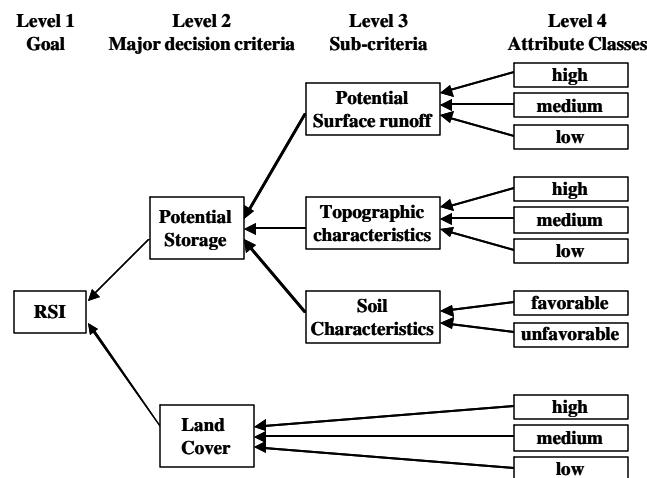 Level 1
Goal
Level 2
Major decision criteria
Level 3
Sub-criteria
Level 4
Attribute Classes
Potential
Surface runoff
high
medium
low
Potential
Storage
Topographic
characteristics
high
medium
low
RSI
Soil
Characteristics
favorable
unfavorable
Land
Cover
high
medium
low